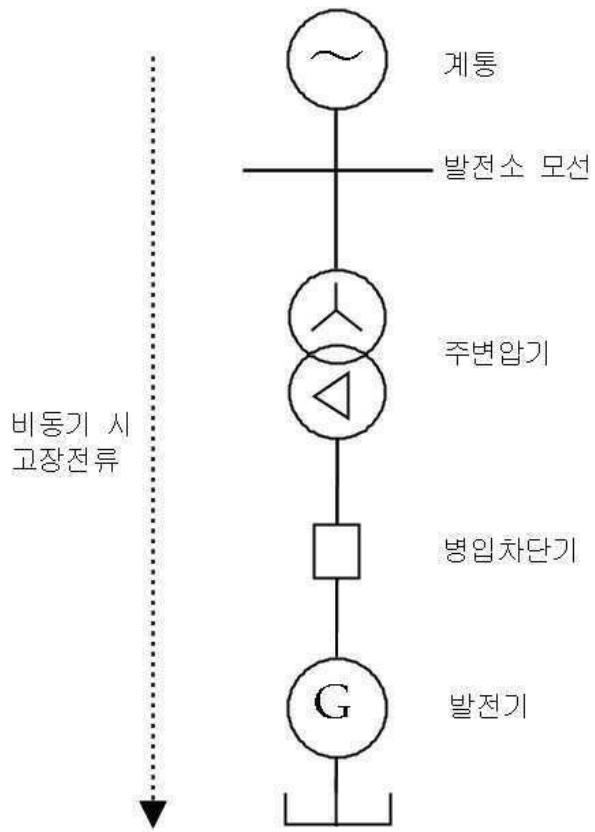 계통
발전소 모선
주변압기
비동기 시
고장전류
병입차단기
G
발전기